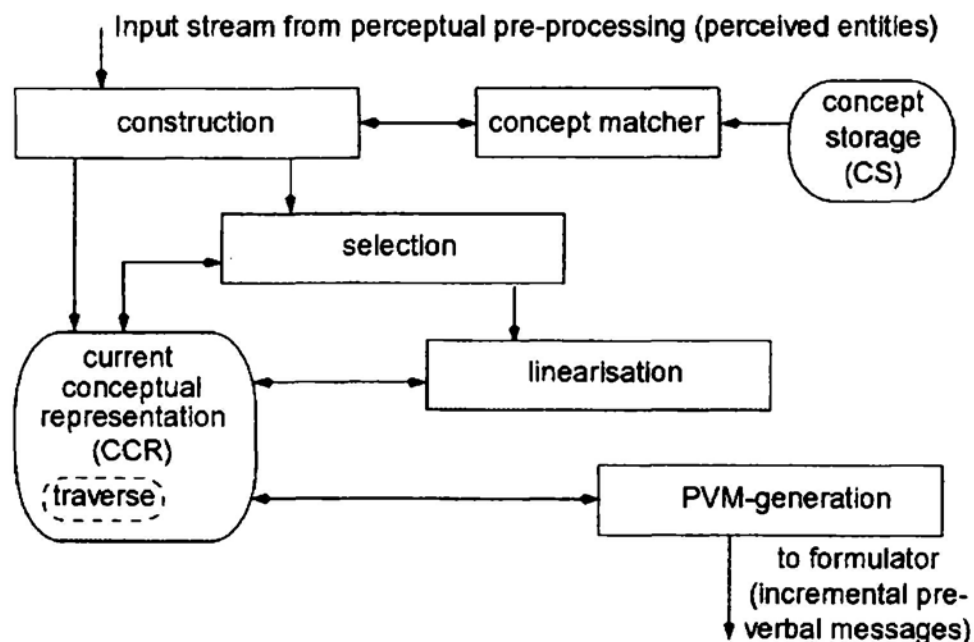 Input stream from perceptual pre-processing (perceived entities)
construction
concept matcher
concept
storage
(CS)
selection
current
conceptual
representation
(CCR)
traverse
linearisation
PVM-generation
to formulator
(incremental pre-
verbal messages)